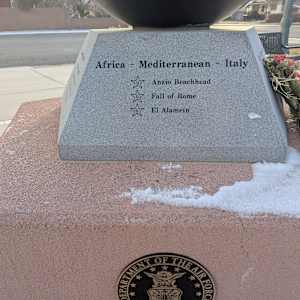 Africa - Mediterranean - Italy
Anzio Beachhead
Fall of Rome
El Alamein
DEPARTMENT OF THE AIR FORCE